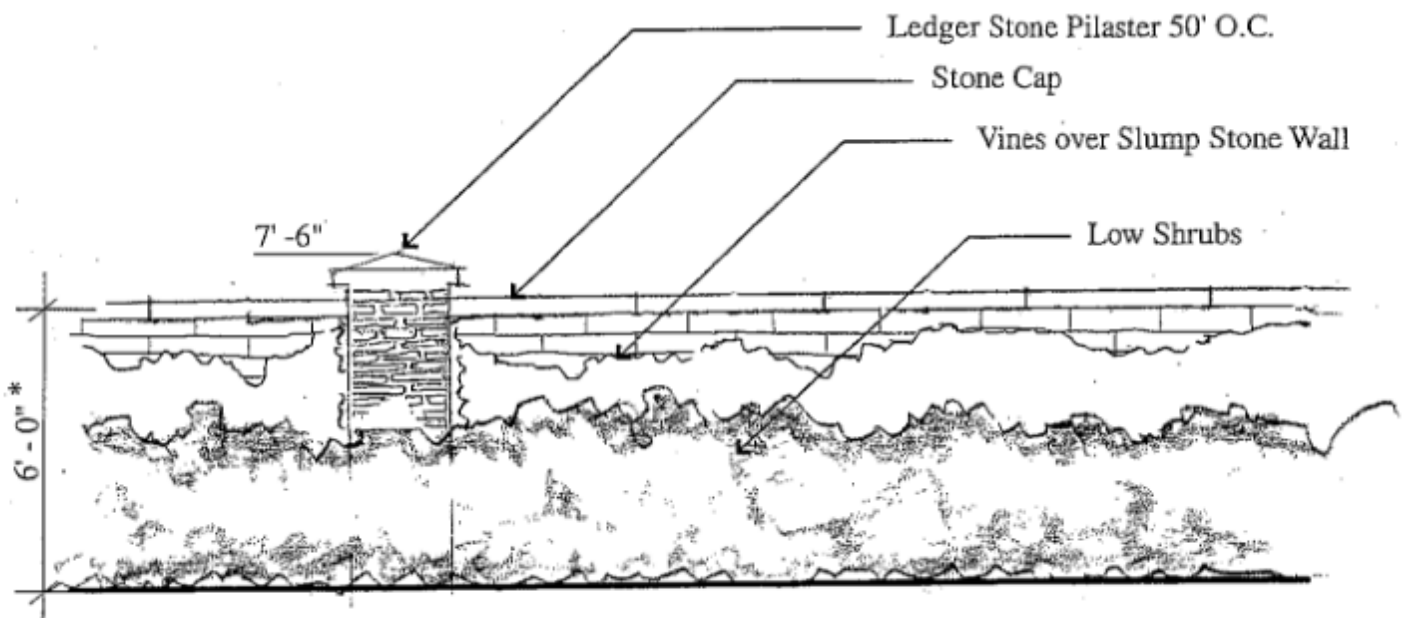 Ledger Stone Pilaster 50' O.C.
Stone Cap
Vines over Slump Stone Wall
Low Shrubs
7' -6"
6' - 0" *